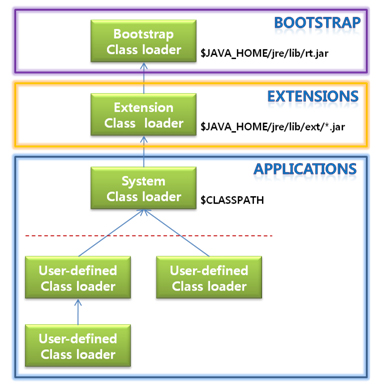 BOOTSTRAP
Bootstrap
Class loader
$JAVA_HOME/jre/lib/rt.jar
EXTENSIONS
Extension
Class loader
$JAVA_HOME/jre/lib/ext/*.jar
APPLICATIONS
System
Class loader
$CLASSPATH
User-defined
Class loader
User-defined
Class loader
User-defined
Class loader